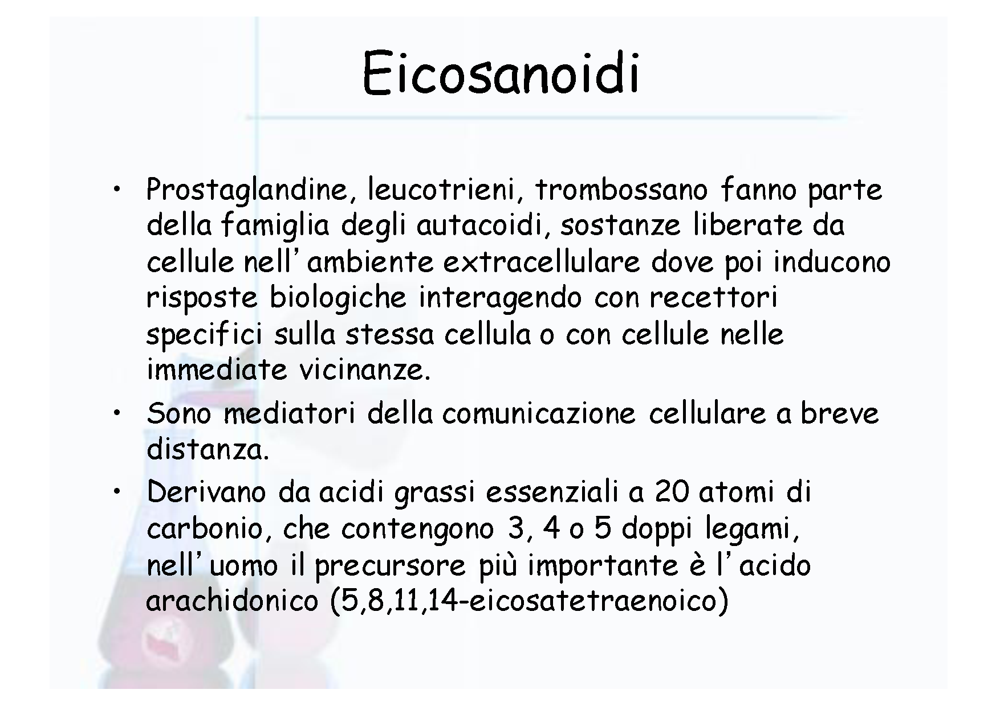 Eicosanoidi
• Prostaglandine, leucotrieni, trombossano fanno parte
della famiglia degli autacoidi, sostanze liberate da
cellule nell’ambiente extracellulare dove poi inducono
risposte biologiche interagendo con recettori
specifici sulla stessa cellula o con cellule nelle
immediate vicinanze.
• Sono mediatori della comunicazione cellulare a breve
distanza.
• Derivano da acidi grassi essenziali a 20 atomi di
carbonio, che contengono 3, 4 o 5 doppi legami,
nell’uomo il precursore più importante è l’acido
arachidonico (5,8,11,14-eicosatetraenoico)